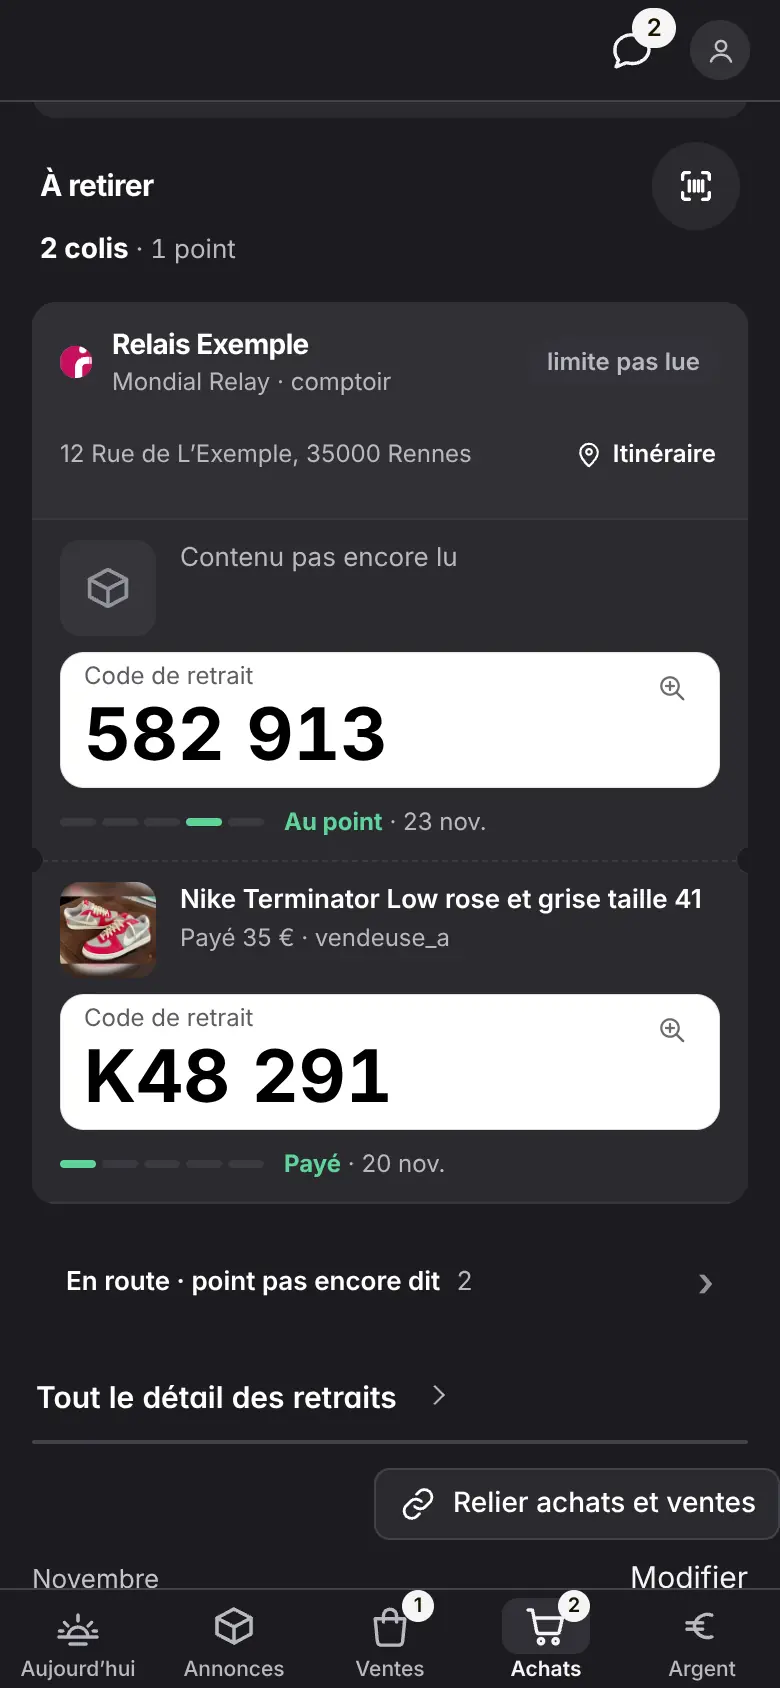 2
À retirer
2 colis · 1 point
Relais Exemple
Mondial Relay · comptoir
limite pas lue
12 Rue de L’Exemple, 35000 Rennes
Itinéraire
Contenu pas encore lu
Code de retrait
582 913
Au point · 23 nov.
Nike Terminator Low rose et grise taille 41
Payé 35 € · vendeuse_a
Code de retrait
K48 291
Payé · 20 nov.
En route · point pas encore dit 2
Tout le détail des retraits
Relier achats et ventes
Novembre
Modifier
1
2
Aujourd’hui
Annonces
Ventes
Achats
Argent